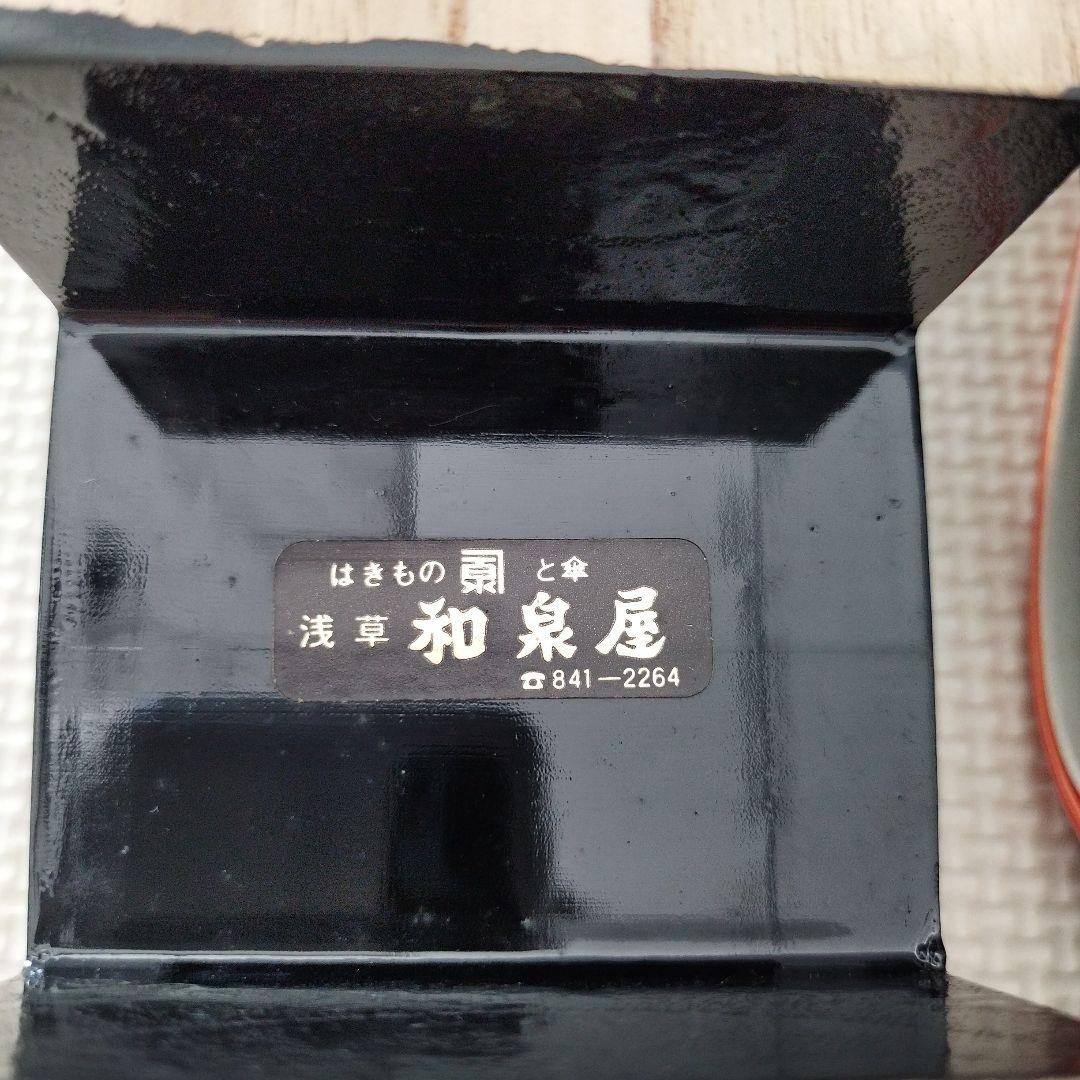 はきもの と傘
浅草 和泉屋
☎841-2264